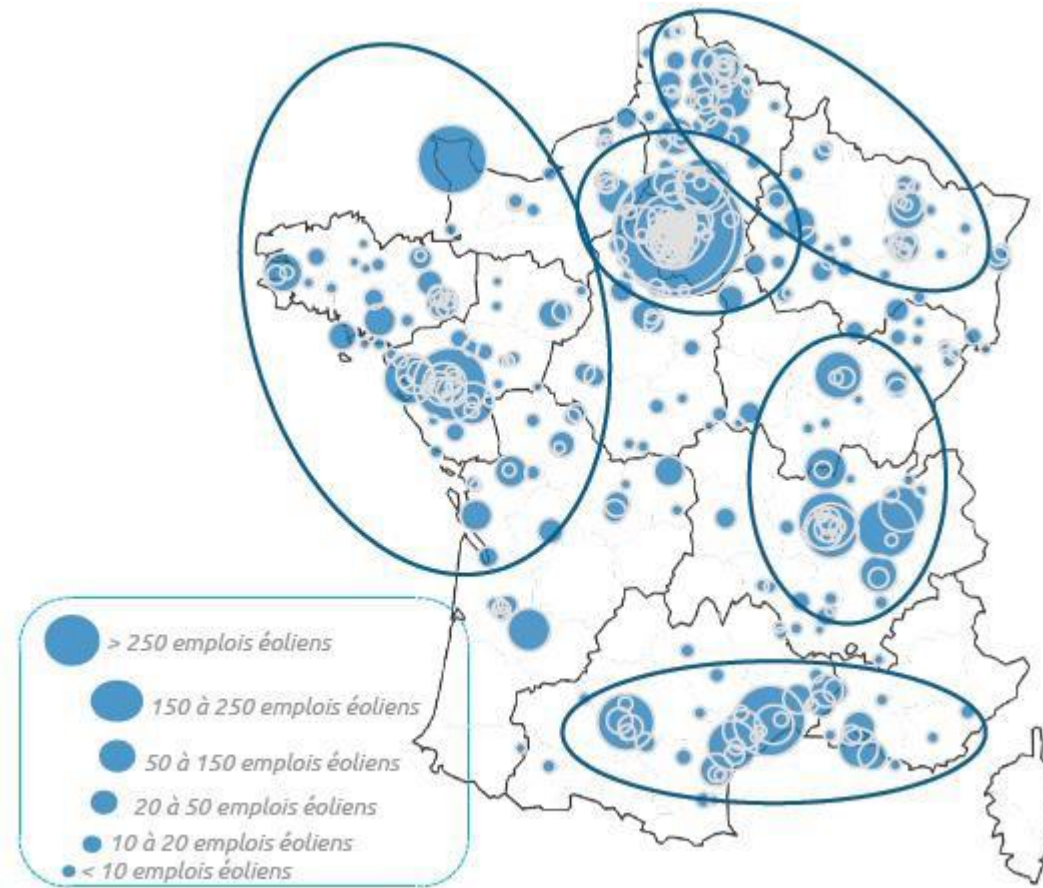 > 250 emplois éoliens
150 à 250 emplois éoliens
50 à 150 emplois éoliens
20 à 50 emplois éoliens
10 à 20 emplois éoliens
< 10 emplois éoliens